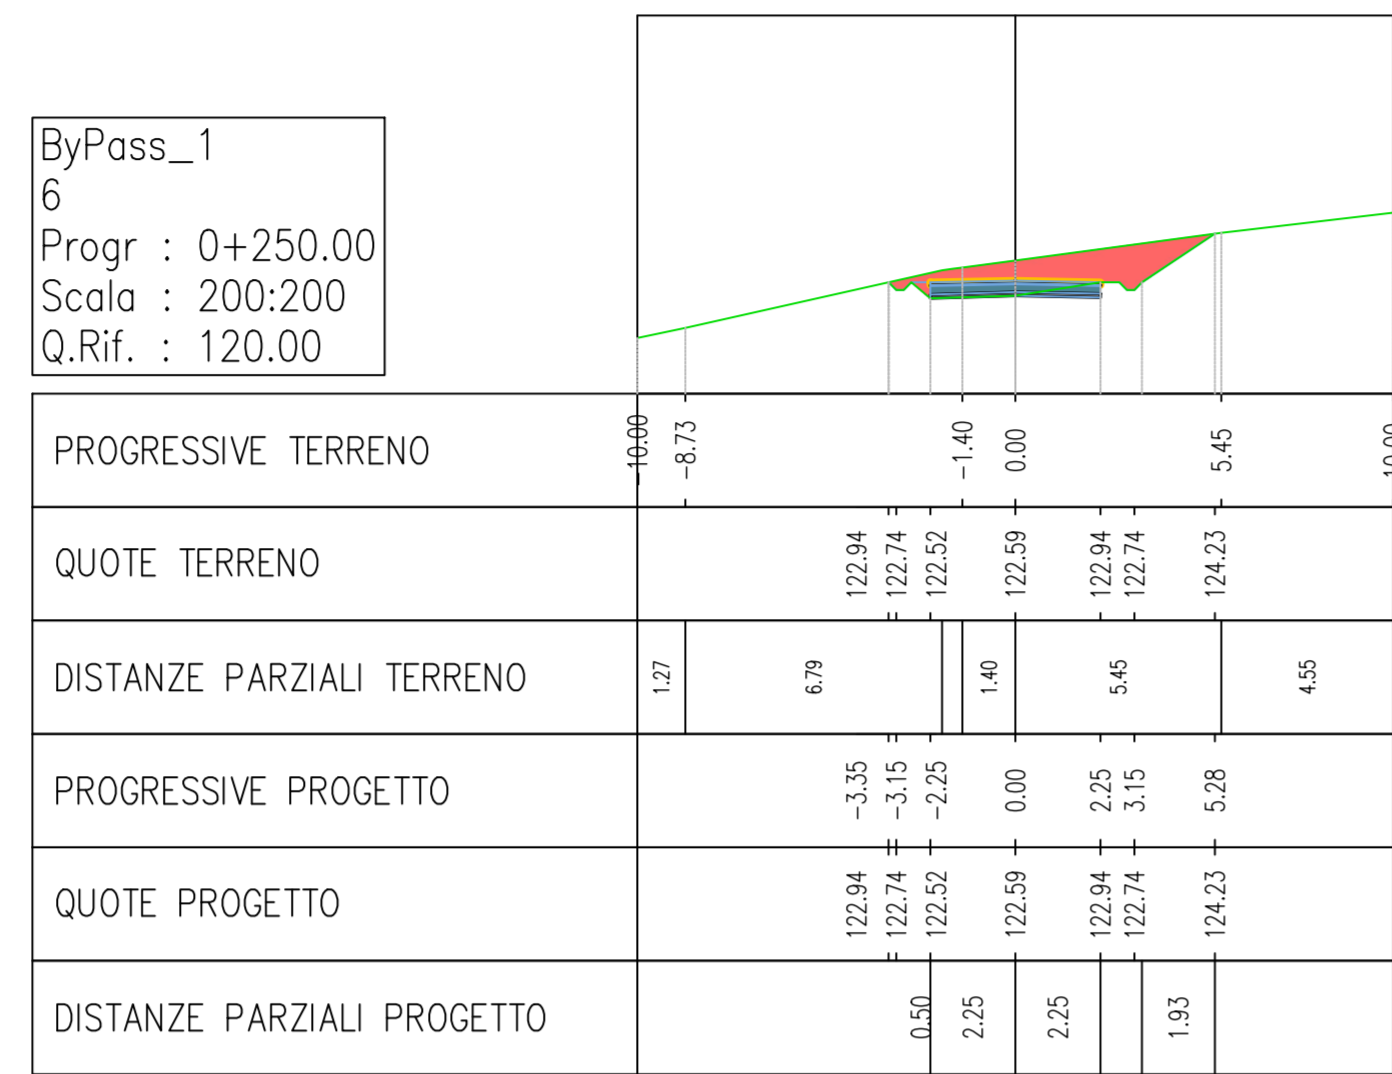 ByPass_1
6
Progr : 0+250.00
Scala : 200:200
Q.Rif. : 120.00
PROGRESSIVE TERRENO
-10.00 -8.73 -1.40 0.00 5.45 10.00
QUOTE TERRENO
122.94 122.74 122.52 122.59 122.94 122.74 124.23
DISTANZE PARZIALI TERRENO
1.27 6.79 1.40 5.45 4.55
PROGRESSIVE PROGETTO
-3.35 -3.15 -2.25 0.00 2.25 3.15 5.28
QUOTE PROGETTO
122.94 122.74 122.52 122.59 122.94 122.74 124.23
DISTANZE PARZIALI PROGETTO
0.50 2.25 2.25 1.93